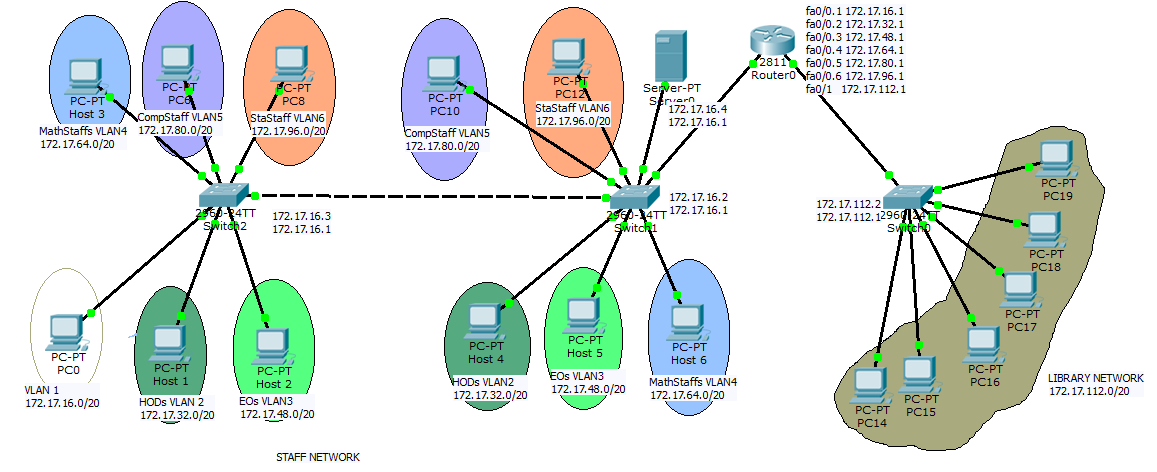 fa0/0.1 172.17.16.1
fa0/0.2 172.17.32.1
fa0/0.3 172.17.48.1
fa0/0.4 172.17.64.1
fa0/0.5 172.17.80.1
fa0/0.6 172.17.96.1
fa0/1 172.17.112.1
2811
Router0
PC-PT
Host 3
MathStaffs VLAN4
172.17.64.0/20
PC-PT
PC6
CompStaff VLAN5
172.17.80.0/20
PC-PT
PC8
StaStaff VLAN6
172.17.96.0/20
PC-PT
PC10
CompStaff VLAN5
172.17.80.0/20
PC-PT
PC12
StaStaff VLAN6
172.17.96.0/20
Server-PT
Server0
172.17.16.4
172.17.16.1
2960-24TT
Switch2
172.17.16.3
172.17.16.1
2960-24TT
Switch1
172.17.16.2
172.17.16.1
172.17.112.2
172.17.112.1
2960-24TT
Switch0
PC-PT
PC19
PC-PT
PC18
PC-PT
PC17
PC-PT
PC16
PC-PT
PC15
PC-PT
PC14
LIBRARY NETWORK
172.17.112.0/20
PC-PT
PC0
VLAN 1
172.17.16.0/20
PC-PT
Host 1
HODs VLAN 2
172.17.32.0/20
PC-PT
Host 2
EOs VLAN3
172.17.48.0/20
PC-PT
Host 4
HODs VLAN2
172.17.32.0/20
PC-PT
Host 5
EOs VLAN3
172.17.48.0/20
PC-PT
Host 6
MathStaffs VLAN4
172.17.64.0/20
STAFF NETWORK